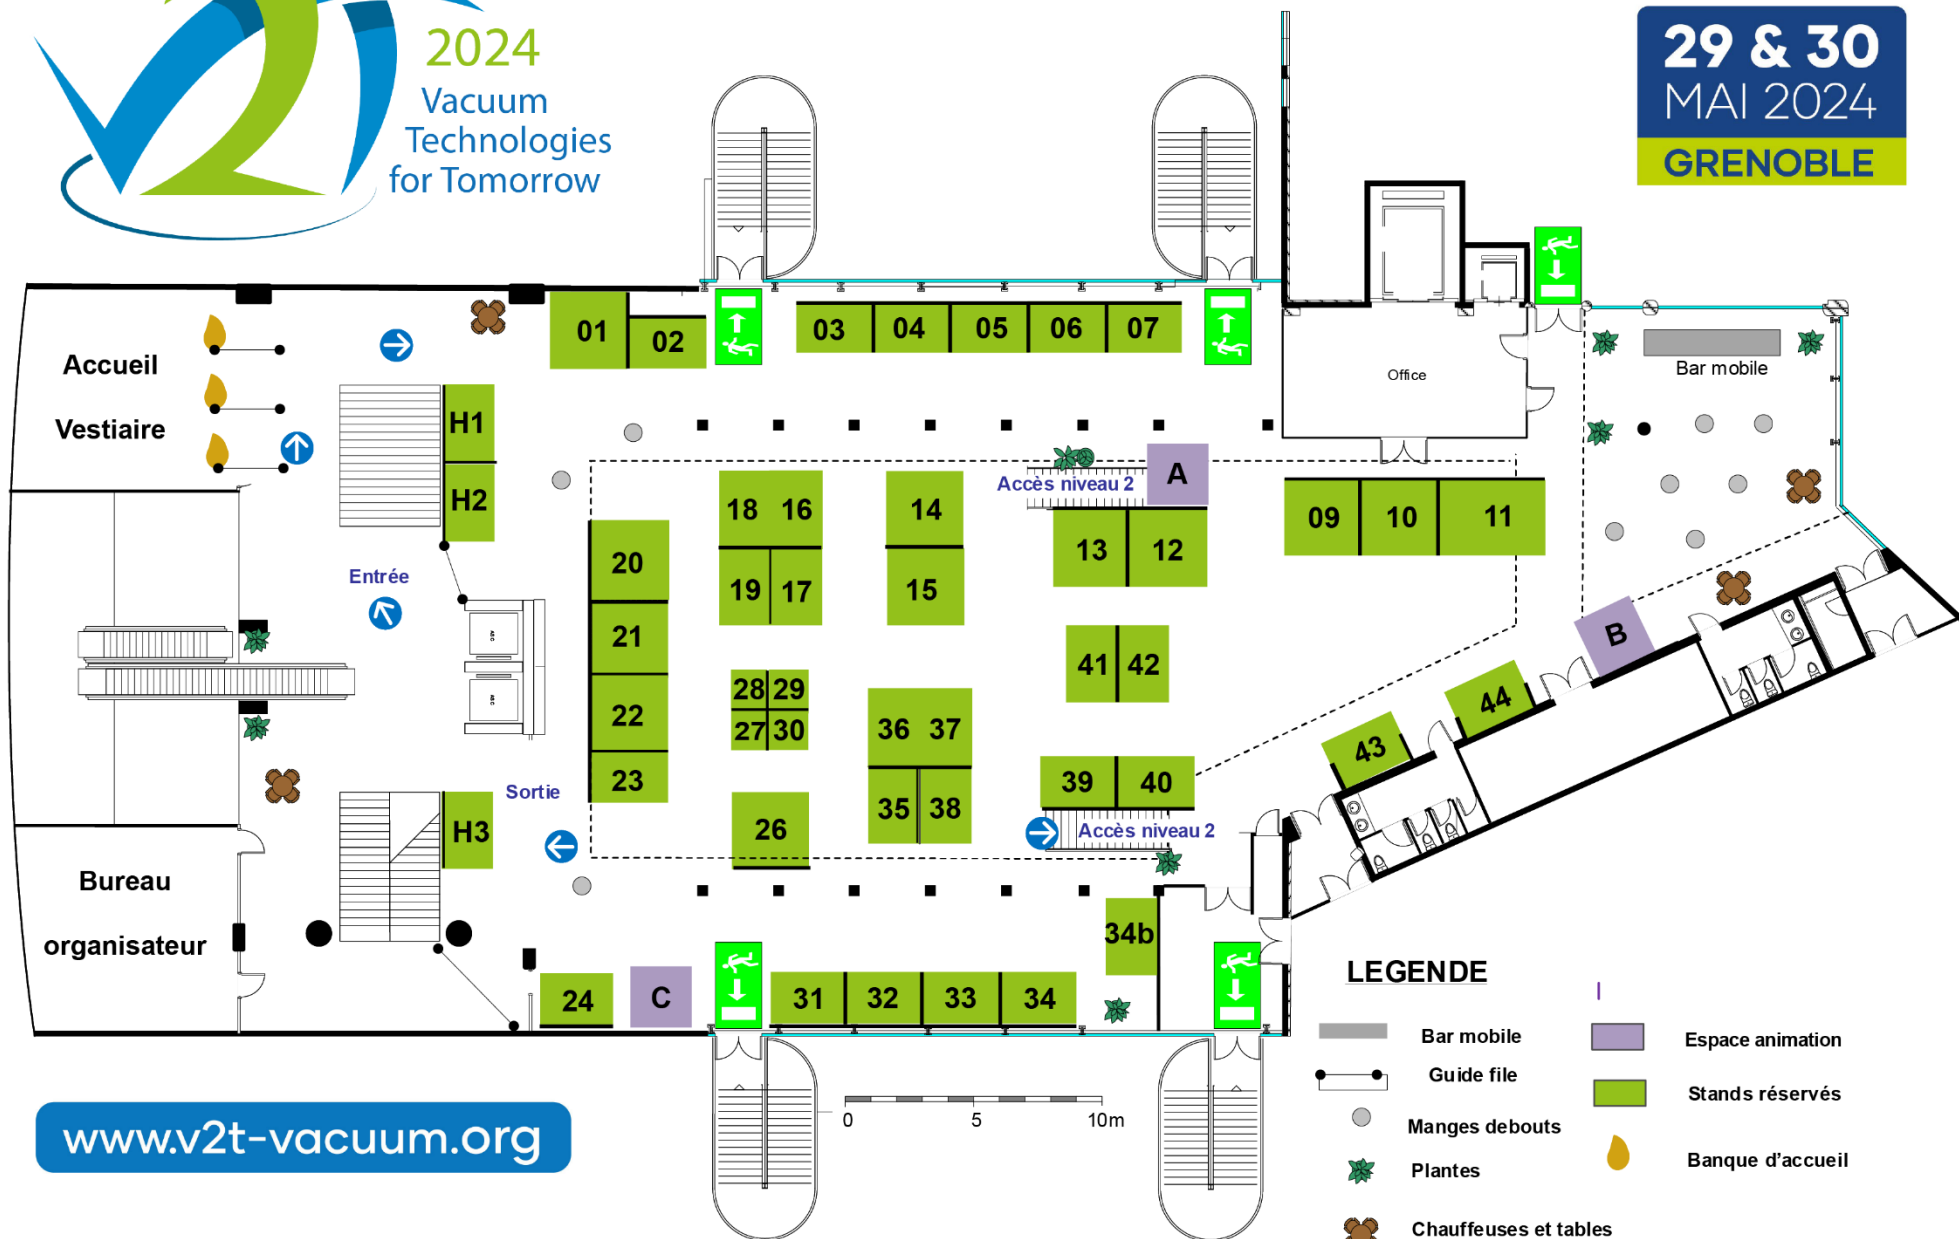 2024
Vacuum
Technologies
for Tomorrow
29 & 30
MAI 2024
GRENOBLE
Accueil
Vestiaire
01
02
03
04
05
06
07
Office
Bar mobile
H1
H2
Accès niveau 2
A
18
16
14
13
12
09
10
11
19
17
15
20
Entrée
21
22
23
28
29
27
30
36
37
35
38
41
42
B
44
43
39
40
Sortie
H3
26
Accès niveau 2
Bureau
organisateur
34b
24
C
31
32
33
34
0
5
10m
www.v2t-vacuum.org
LEGENDE
Bar mobile
Guide file
Manges debouts
Plantes
Chauffeuses et tables
Espace animation
Stands réservés
Banque d'accueil